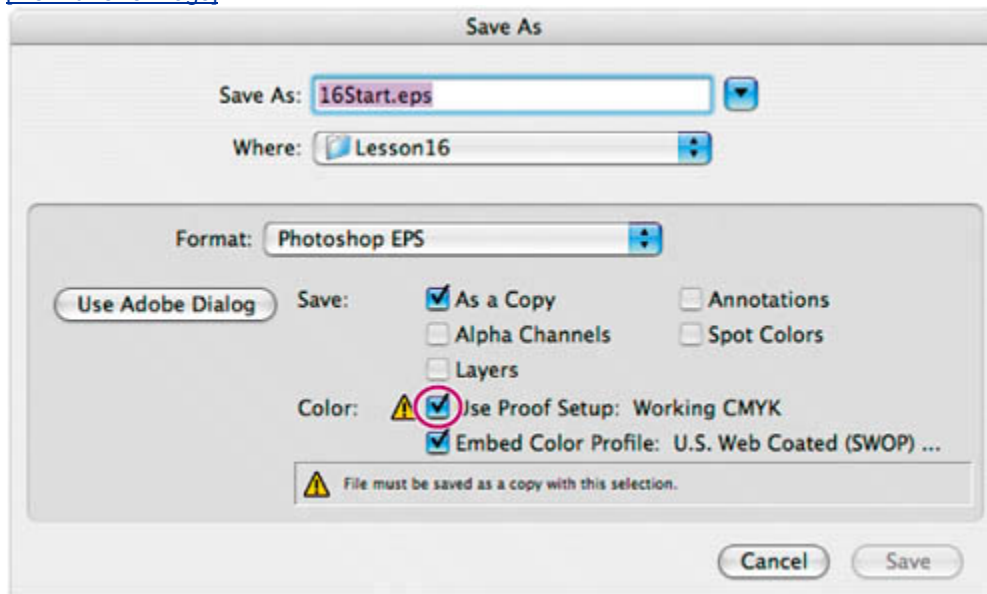 Save As
Save As: 16Start.eps
Where: Lesson16
Format: Photoshop EPS
Use Adobe Dialog Save: As a Copy Annotations
Alpha Channels Spot Colors
Layers
Color: Use Proof Setup: Working CMYK
Embed Color Profile: U.S. Web Coated (SWOP) ...
File must be saved as a copy with this selection.
Cancel Save